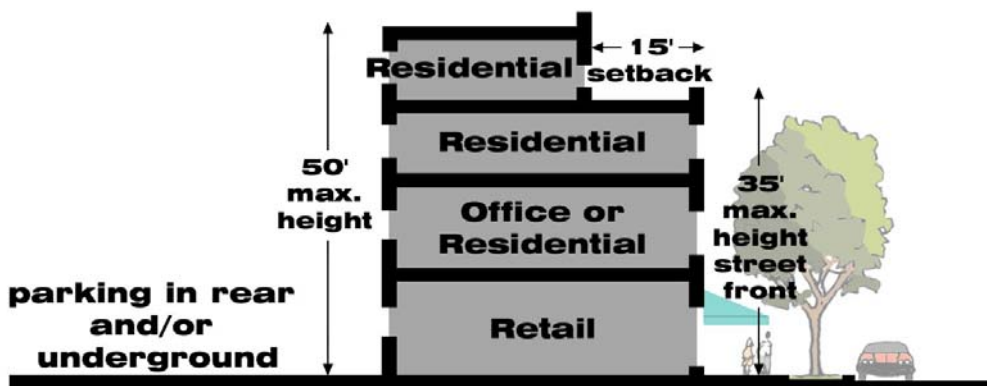 15'
setback
Residential
Residential
50'
max.
height
35'
max.
height
street
front
Office or
Residential
parking in rear
and/or
underground
Retail